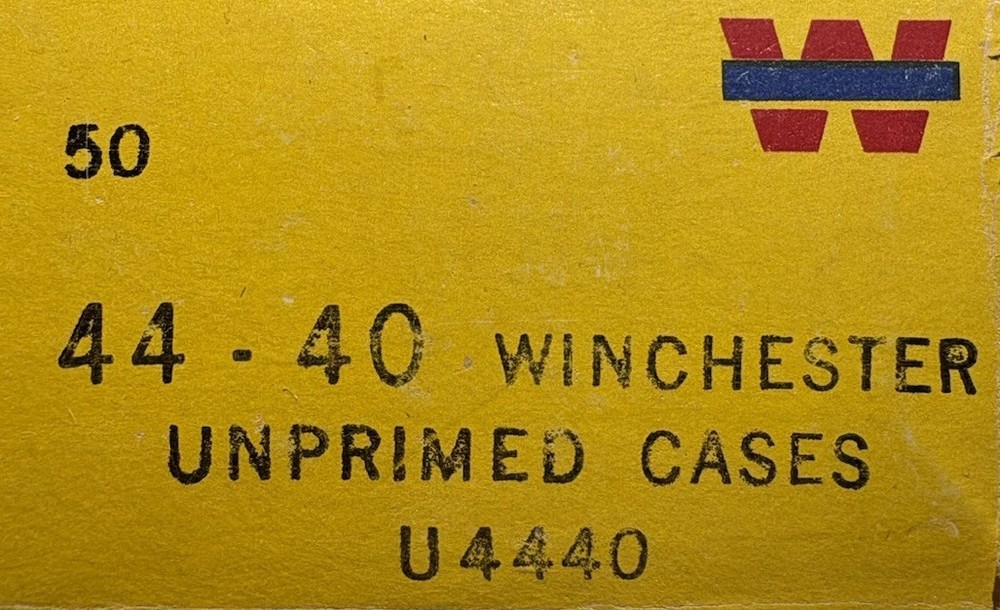 W
50
44 - 40 WINCHESTER
UNPRIMED CASES
U4440